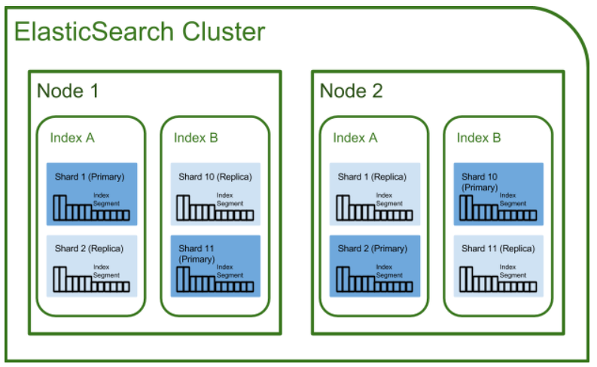 ElasticSearch Cluster
Node 1
Index A
Shard 1 (Primary)
Index
Segment
Shard 2 (Replica)
Index
Segment
Index B
Shard 10 (Replica)
Index
Segment
Shard 11
(Primary)
Index
Segment
Node 2
Index A
Shard 1 (Replica)
Index
Segment
Shard 2 (Primary)
Index
Segment
Index B
Shard 10
(Primary)
Index
Segment
Shard 11 (Replica)
Index
Segment